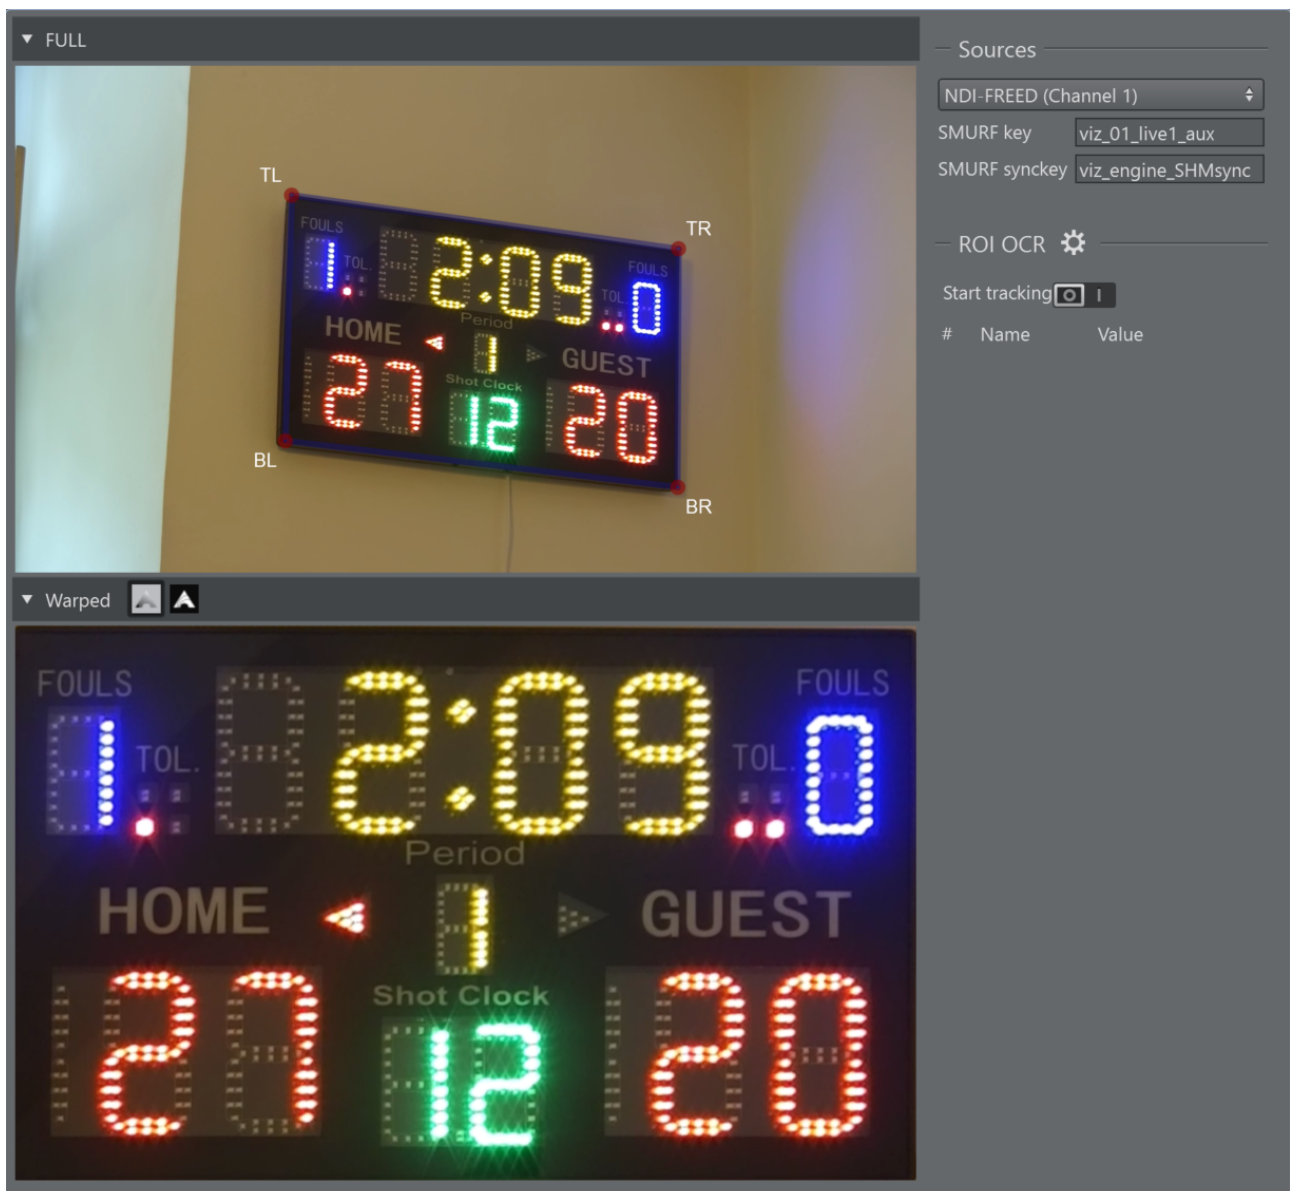 FULL
TL
TR
BL
BR
FOULS
TOL.
2:09
FOULS
1
TOL.
0
Period
HOME
1
GUEST
Shot Clock
27
12
20
Warped
FOULS
2:09
FOULS
1
TOL.
TOL.
0
Period
HOME
1
GUEST
Shot Clock
27
12
20
Sources
NDI-FREED (Channel 1)
SMURF key viz_01_live1_aux
SMURF synckey viz_engine_SHMsync
ROI OCR
Start tracking
# Name Value